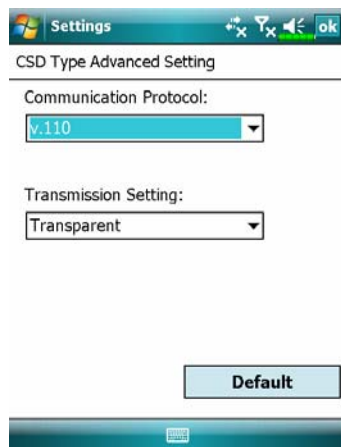 Settings ok
CSD Type Advanced Setting
Communication Protocol:
v.110
Transmission Setting:
Transparent
Default